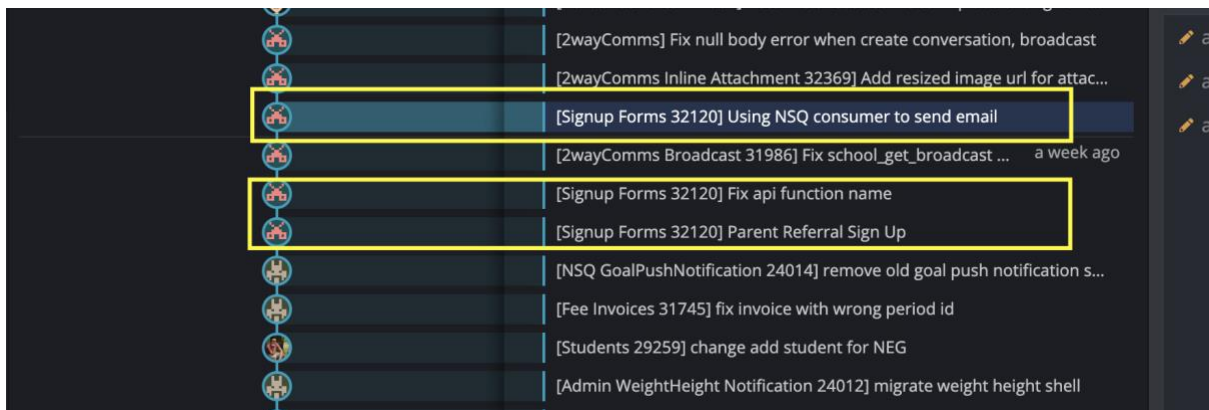 [2wayComms] Fix null body error when create conversation, broadcast
[2wayComms Inline Attachment 32369] Add resized image url for attac...
[Signup Forms 32120] Using NSQ consumer to send email
[2wayComms Broadcast 31986] Fix school_get_broadcast ... a week ago
[Signup Forms 32120] Fix api function name
[Signup Forms 32120] Parent Referral Sign Up
[NSQ GoalPushNotification 24014] remove old goal push notification s...
[Fee Invoices 31745] fix invoice with wrong period id
[Students 29259] change add student for NEG
[Admin WeightHeight Notification 24012] migrate weight height shell